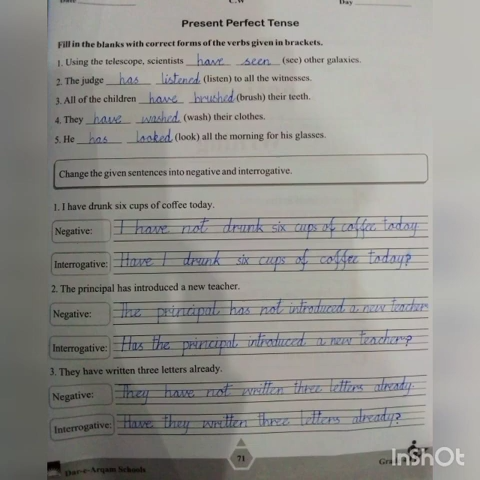 Date
C.W
Day
Present Perfect Tense
Fill in the blanks with correct forms of the verbs given in brackets.
1. Using the telescope, scientists have seen (see) other galaxies.
2. The judge has listened (listen) to all the witnesses.
3. All of the children have brushed (brush) their teeth.
4. They have washed (wash) their clothes.
5. He has looked (look) all the morning for his glasses.
Change the given sentences into negative and interrogative.
1. I have drunk six cups of coffee today.
Negative: I have not drunk six cups of coffee today
Interrogative: Have I drunk six cups of coffee today?
2. The principal has introduced a new teacher.
Negative: The principal has not introduced a new teacher
Interrogative: Has the principal introduced a new teacher?
3. They have written three letters already.
Negative: They have not written three letters already.
Interrogative: Have they written three letters already?
71
Dar-e-Arqam Schools
InShOt